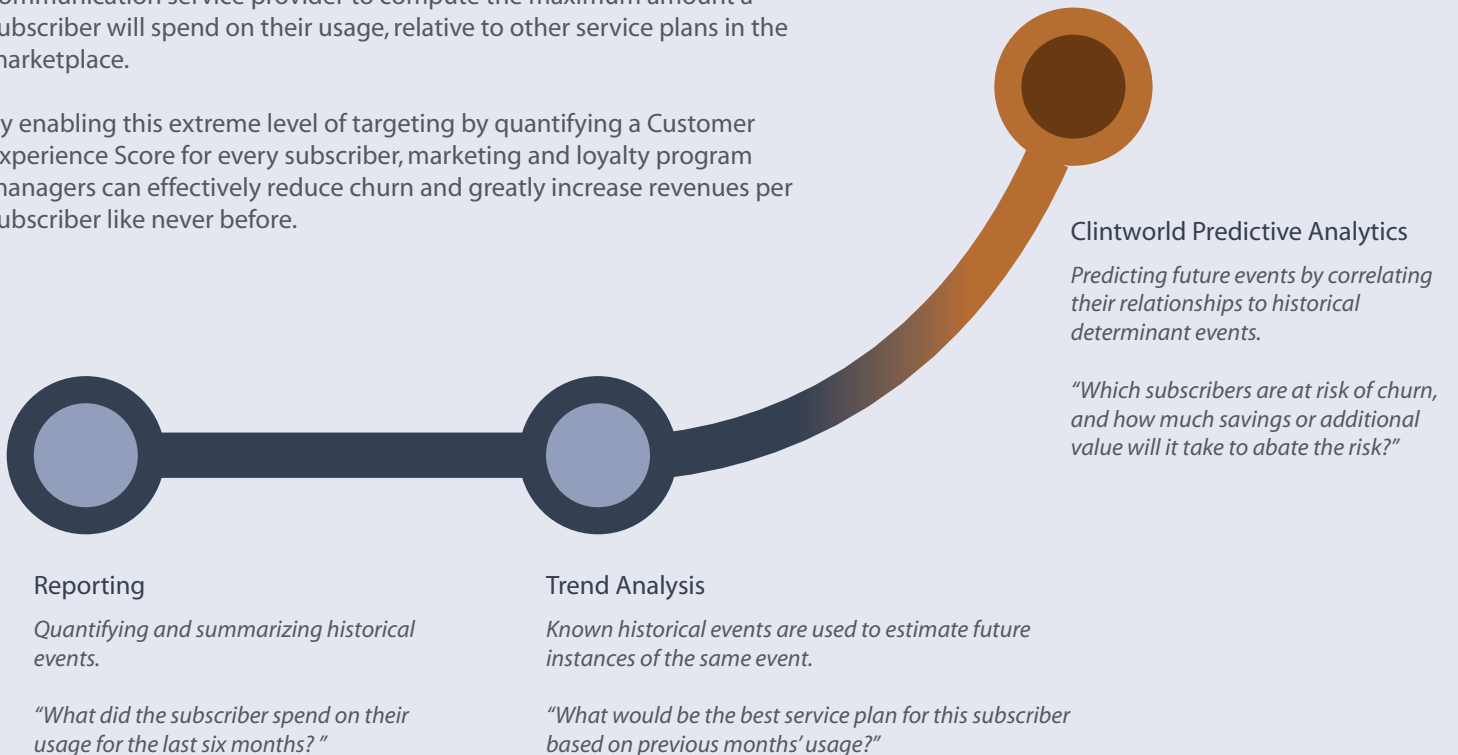 ommunication service provider to compute the maximum amount a
ubscriber will spend on their usage, relative to other service plans in the
arketplace.
y enabling this extreme level of targeting by quantifying a Customer
xperience Score for every subscriber, marketing and loyalty program
anagers can effectively reduce churn and greatly increase revenues per
ubscriber like never before.
Clintworld Predictive Analytics
Predicting future events by correlating
their relationships to historical
determinant events.
“Which subscribers are at risk of churn,
and how much savings or additional
value will it take to abate the risk?”
Reporting
Quantifying and summarizing historical
events.
“What did the subscriber spend on their
usage for the last six months? ”
Trend Analysis
Known historical events are used to estimate future
instances of the same event.
“What would be the best service plan for this subscriber
based on previous months’ usage?”